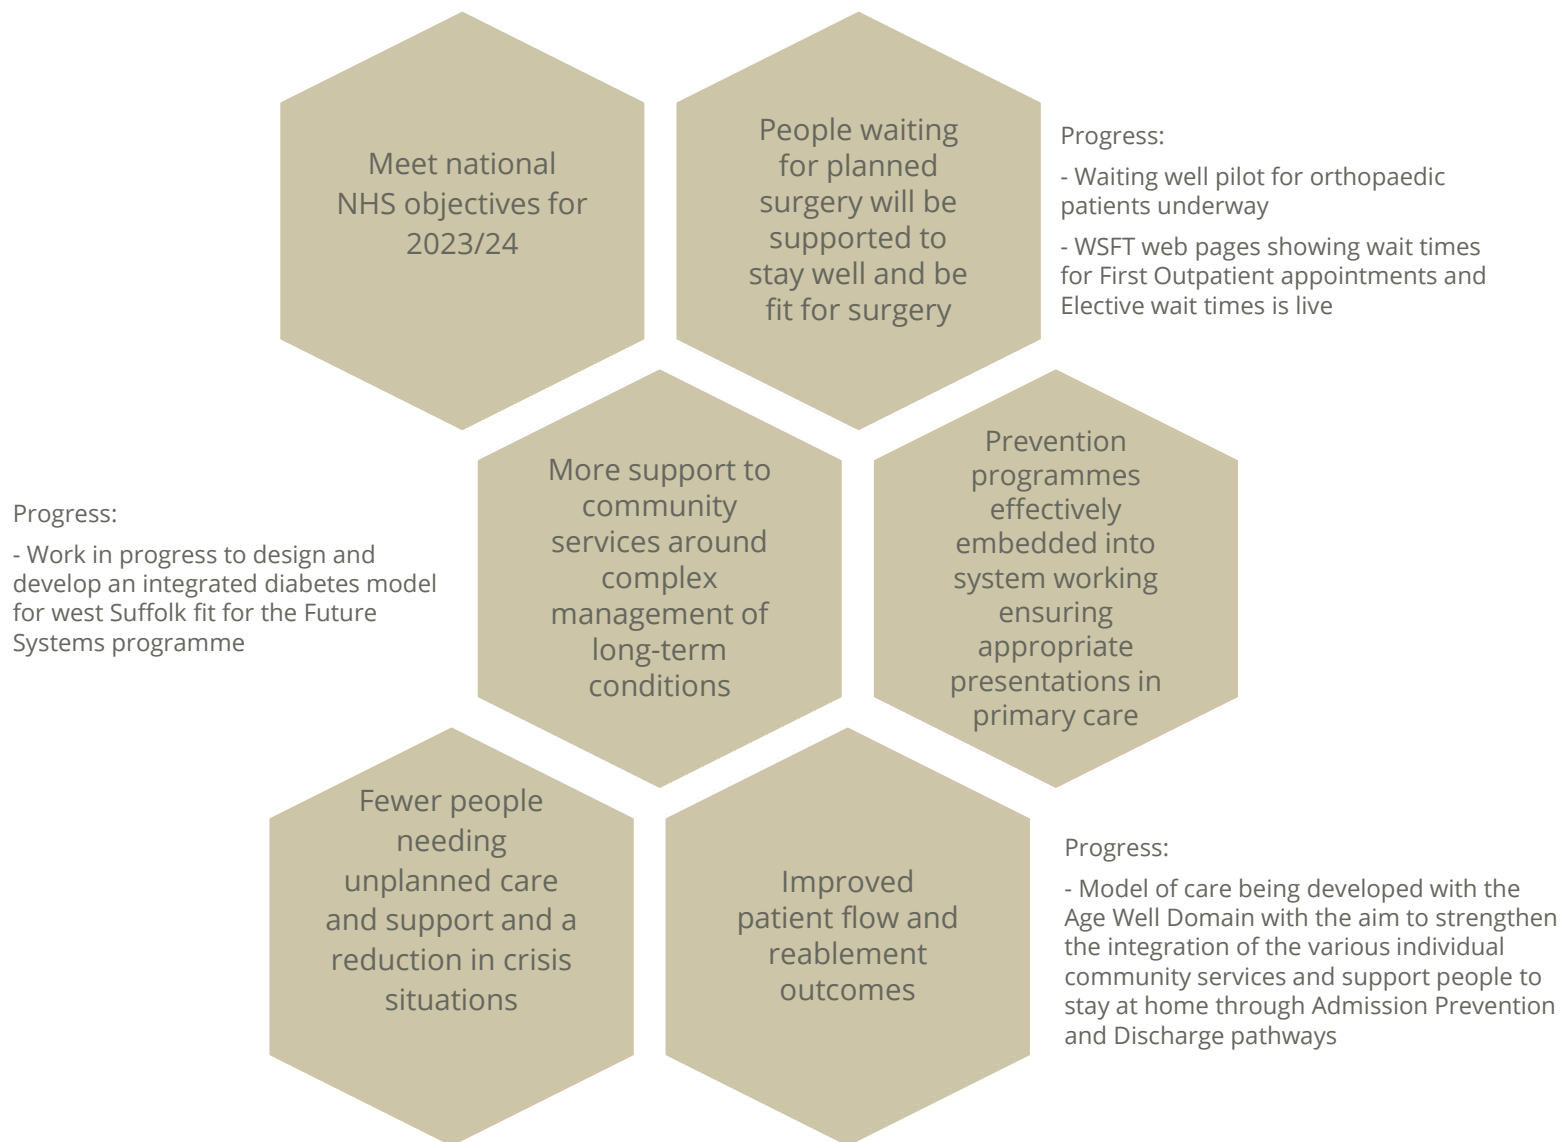 Meet national
NHS objectives for
2023/24
People waiting
for planned
surgery will be
supported to
stay well and be
fit for surgery
Progress:
- Waiting well pilot for orthopaedic
patients underway
- WSFT web pages showing wait times
for First Outpatient appointments and
Elective wait times is live
Progress:
- Work in progress to design and
develop an integrated diabetes model
for west Suffolk fit for the Future
Systems programme
More support to
community
services around
complex
management of
long-term
conditions
Prevention
programmes
effectively
embedded into
system working
ensuring
appropriate
presentations in
primary care
Fewer people
needing
unplanned care
and support and a
reduction in crisis
situations
Improved
patient flow and
reablement
outcomes
Progress:
- Model of care being developed with the
Age Well Domain with the aim to strengthen
the integration of the various individual
community services and support people to
stay at home through Admission Prevention
and Discharge pathways